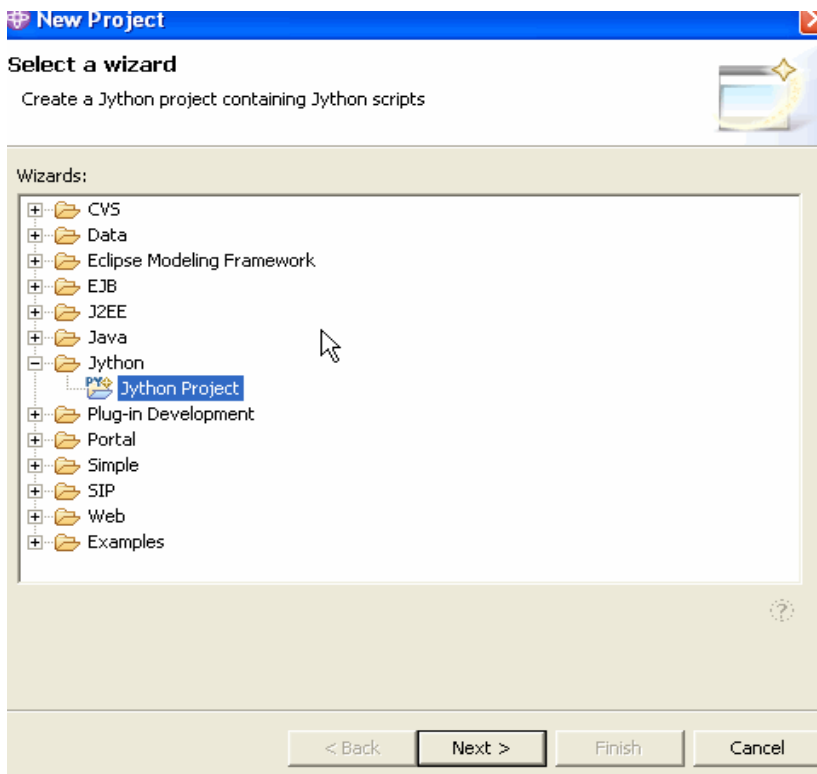 New Project
Select a wizard
Create a Jython project containing Jython scripts
Wizards:
CVS
Data
Eclipse Modeling Framework
EJB
J2EE
Java
Jython
PY
Jython Project
Plug-in Development
Portal
Simple
SIP
Web
Examples
?
< Back
Next >
Finish
Cancel